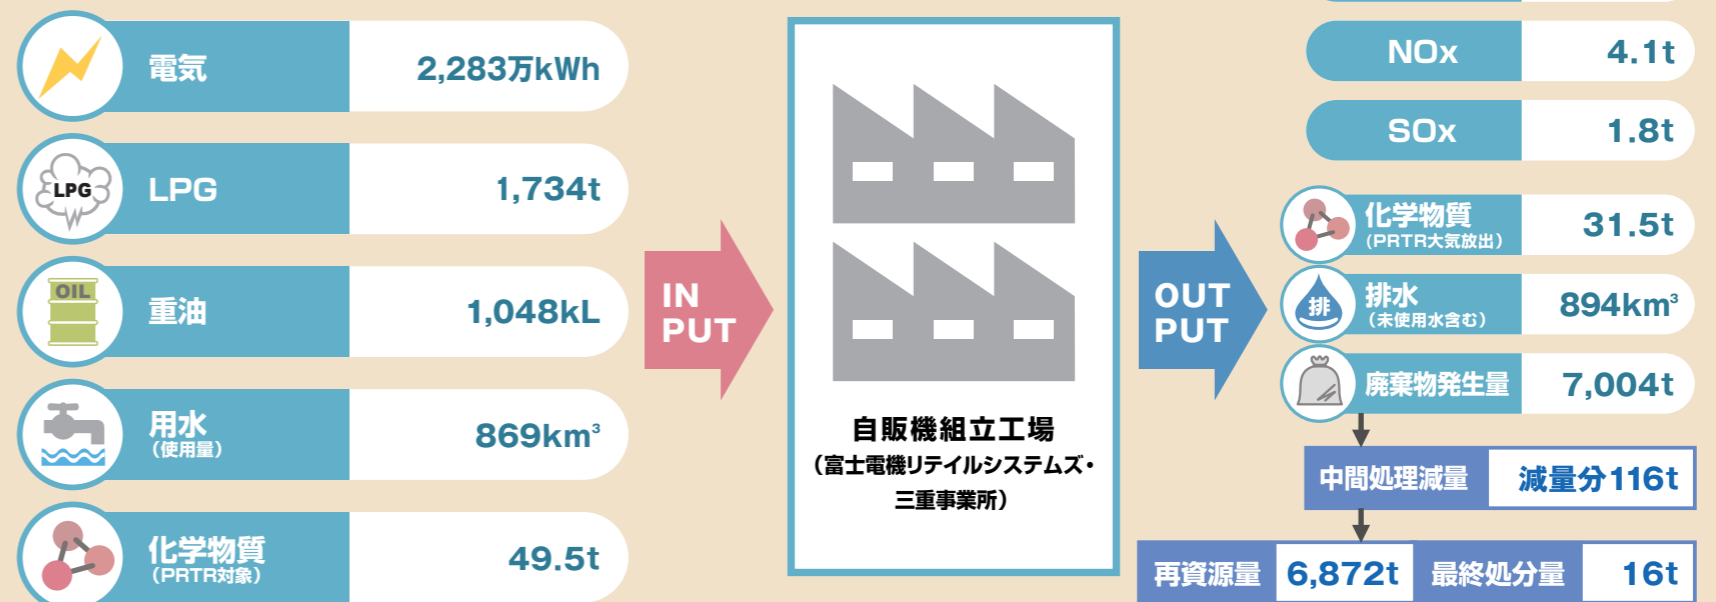 電気
2,283万kWh
LPG
LPG
1,734t
OIL
重油
1,048kL
用水
(使用量)
869km³
化学物質
(PRTR対象)
49.5t
IN
PUT
自販機組立工場
(富士電機リテイルシステムズ・
三重事業所)
OUT
PUT
NOx
4.1t
SOx
1.8t
化学物質
(PRTR大気放出)
31.5t
排
排水
(未使用水含む)
894km³
廃棄物発生量
7,004t
中間処理減量
減量分116t
再資源量
6,872t
最終処分量
16t